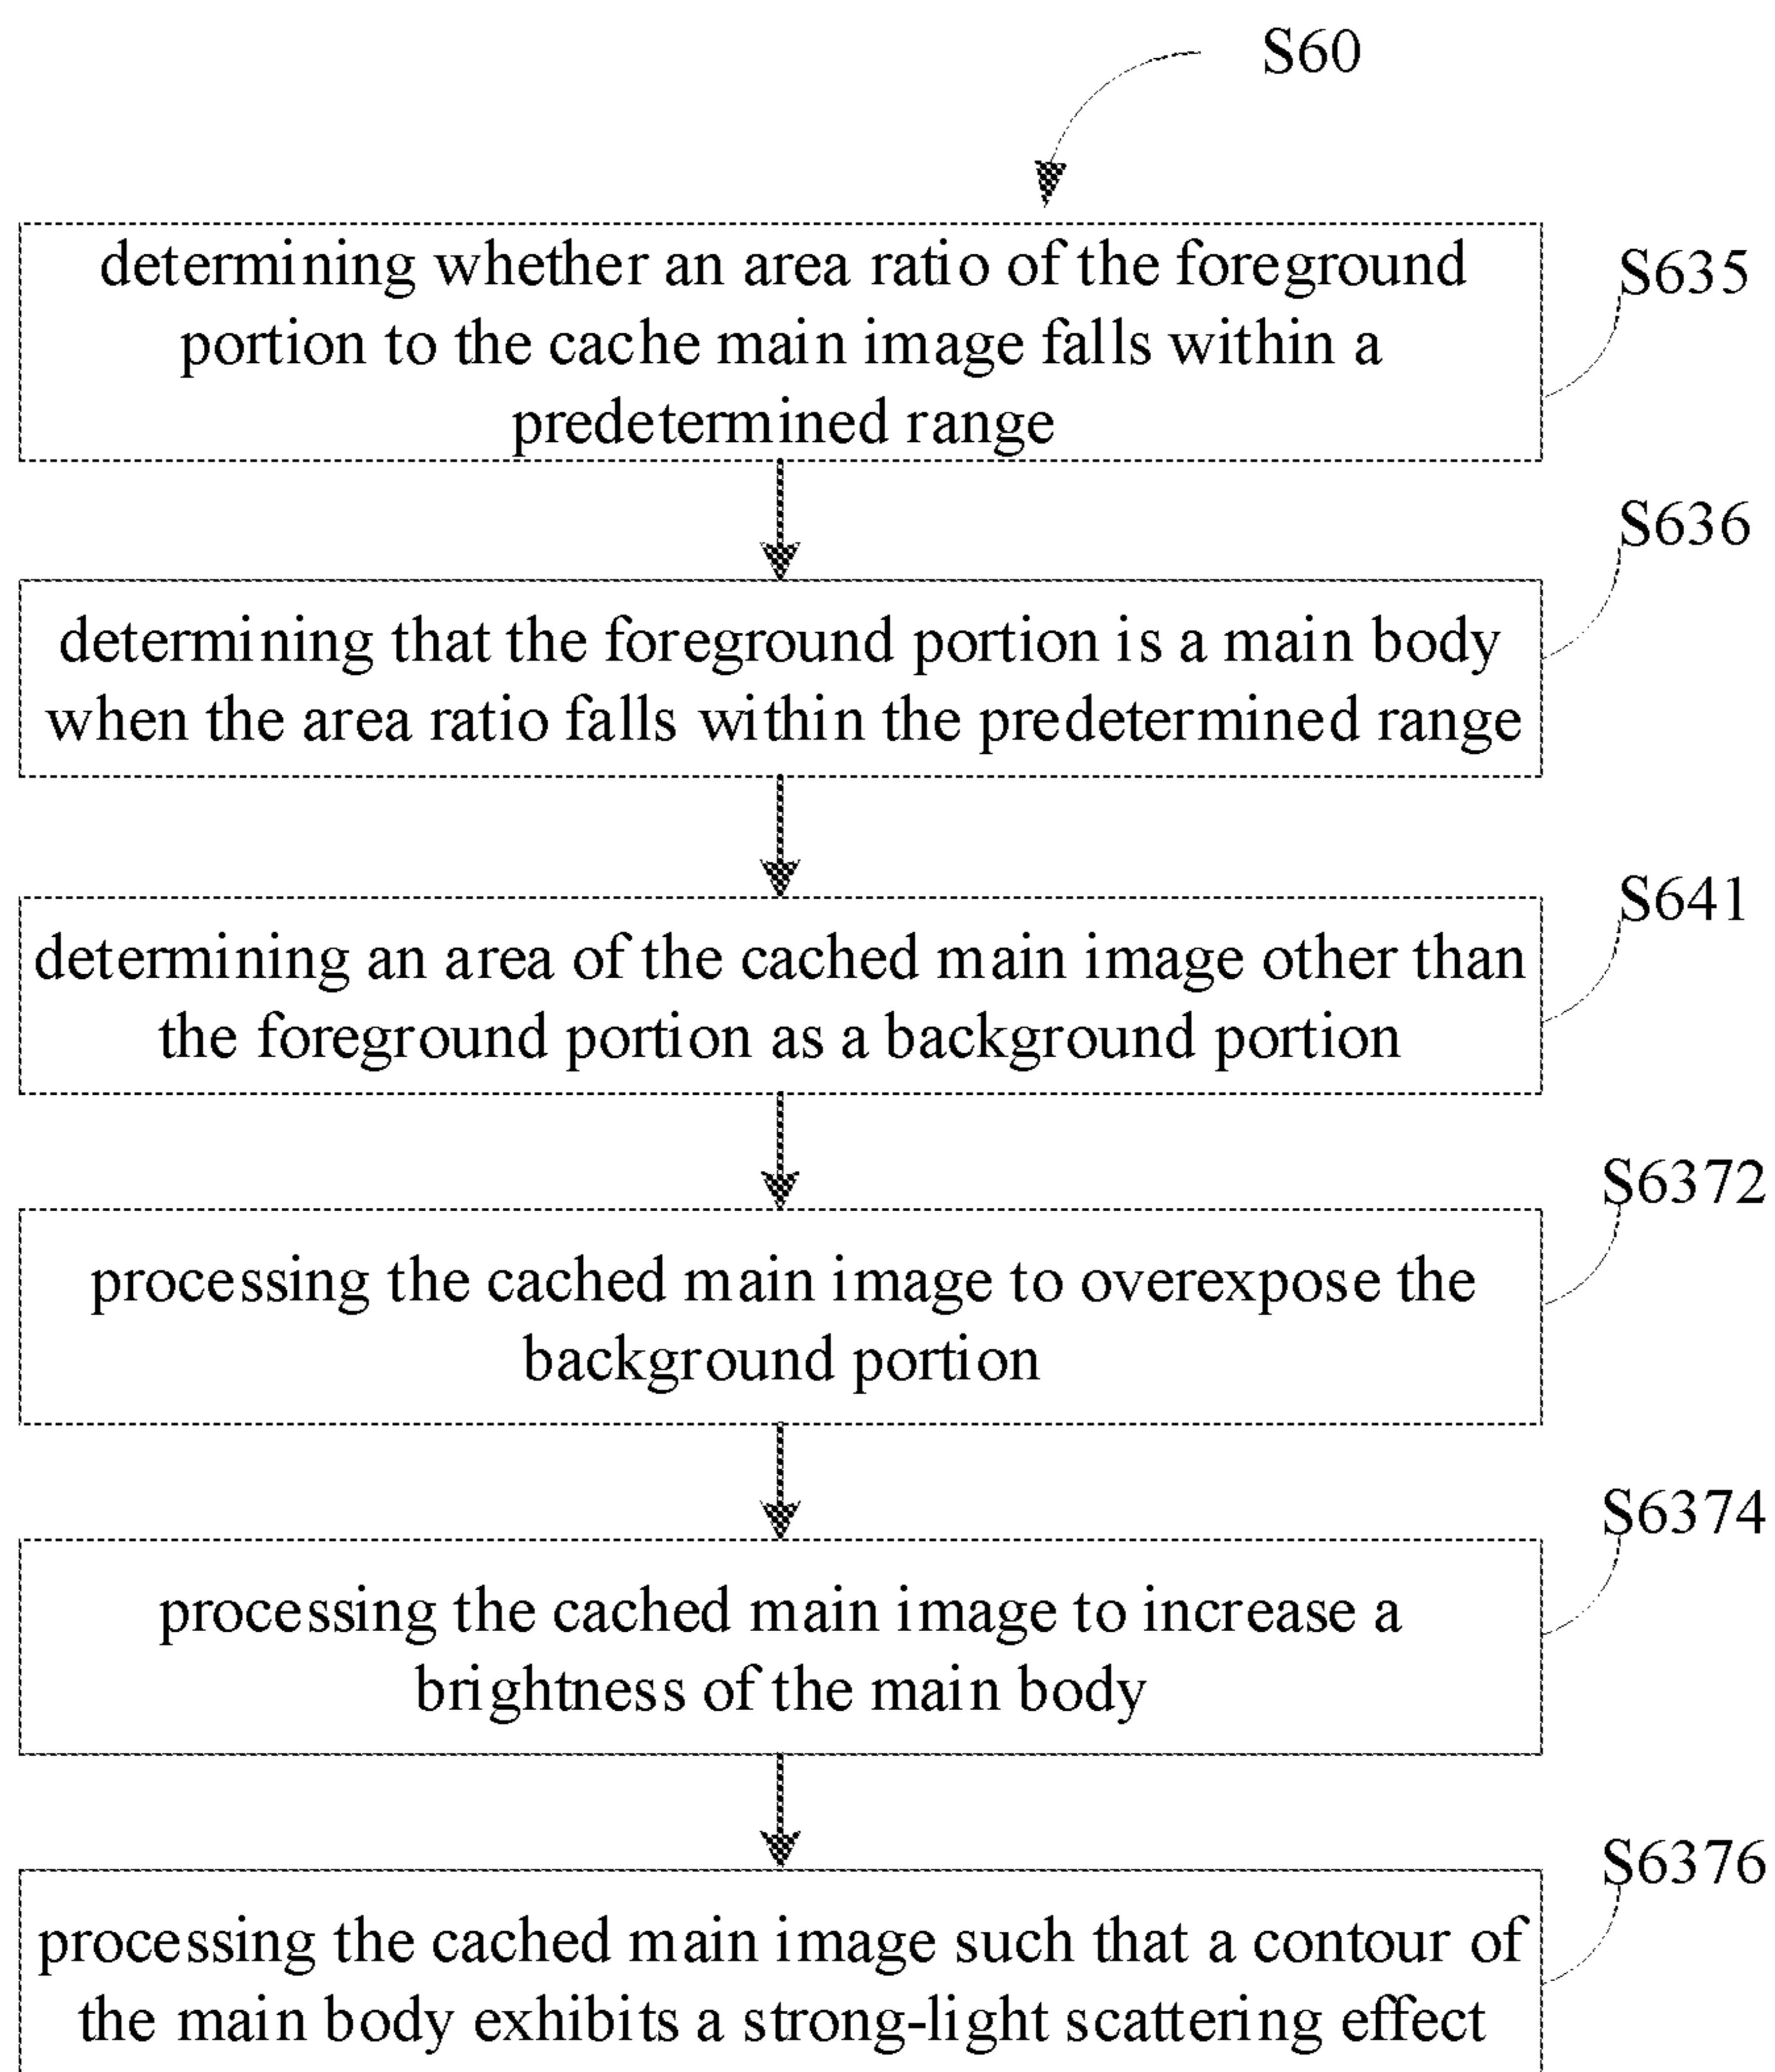 S60
determining whether an area ratio of the foreground
portion to the cache main image falls within a
predetermined range
S635
determining that the foreground portion is a main body
when the area ratio falls within the predetermined range
S636
determining an area of the cached main image other than
the foreground portion as a background portion
S641
processing the cached main image to overexpose the
background portion
S6372
processing the cached main image to increase a
brightness of the main body
S6374
processing the cached main image such that a contour of
the main body exhibits a strong-light scattering effect
S6376